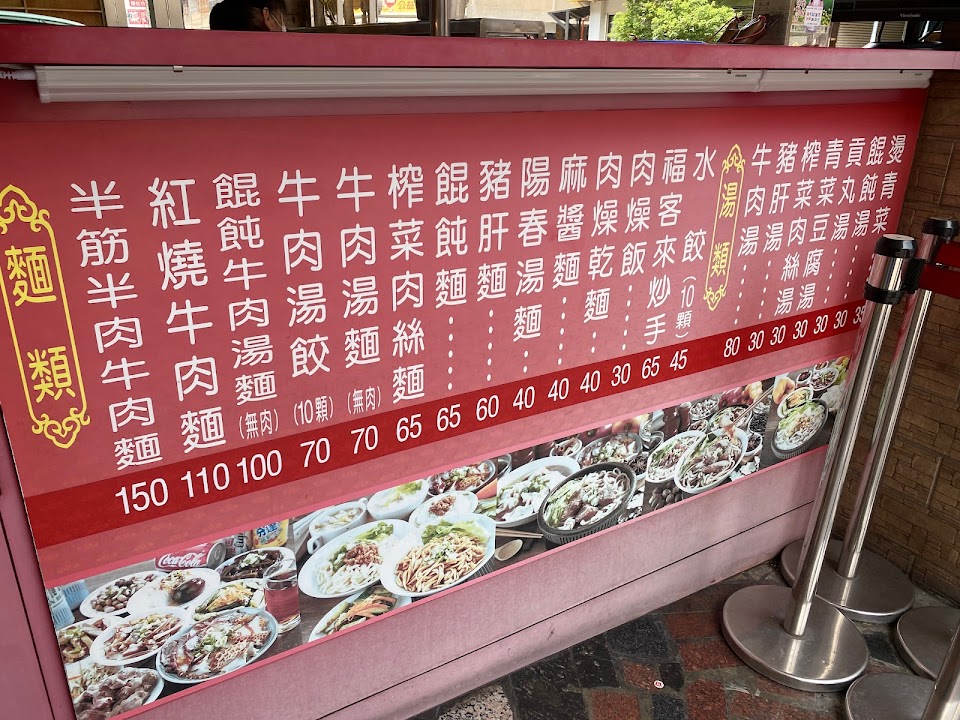 麵類
半筋半肉牛肉麵 150
紅燒牛肉麵 110
餛飩牛肉湯麵(無肉) 100
牛肉湯餃(10顆) 70
牛肉湯麵(無肉) 70
榨菜肉絲麵 65
餛飩麵 65
豬肝麵 60
陽春湯麵 40
麻醬麵 40
肉燥乾麵 40
肉燥飯 30
福客來炒手 65
水餃(10顆) 45
湯類
牛肉湯 80
豬肝湯 30
榨菜肉絲湯 30
青菜豆腐湯 30
貢丸湯 30
餛飩湯 30
燙青菜 35
Coca-Cola
ViewSonic